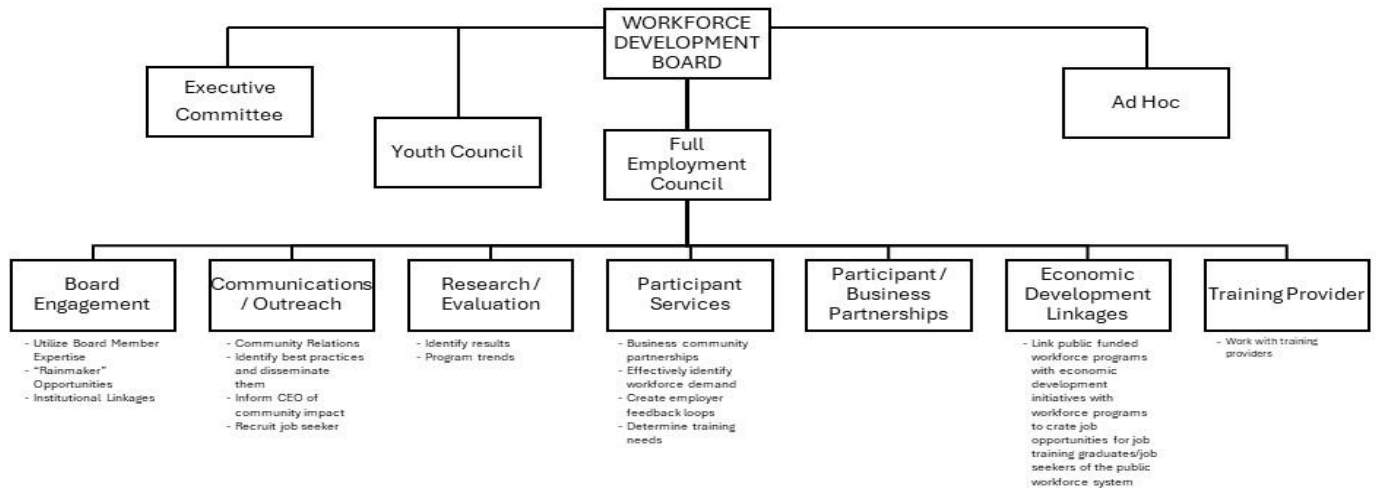 WORKFORCE
DEVELOPMENT
BOARD
Executive
Committee
Youth Council
Full
Employment
Council
Ad Hoc
Board
Engagement
- Utilize Board Member
Expertise
- “Rainmaker”
Opportunities
- Institutional Linkages
Communications
/ Outreach
- Community Relations
- Identify best practices
and disseminate
them
- Inform CEO of
community impact
- Recruit job seeker
Research /
Evaluation
- Identify results
- Program trends
Participant
Services
- Business community
partnerships
- Effectively identify
workforce demand
- Create employer
feedback loops
- Determine training
needs
Participant /
Business
Partnerships
Economic
Development
Linkages
- Link public funded
workforce programs
with economic
development
initiatives with
workforce programs
to crate job
opportunities for job
training graduates/job
seekers of the public
workforce system
Training Provider
- Work with training
providers